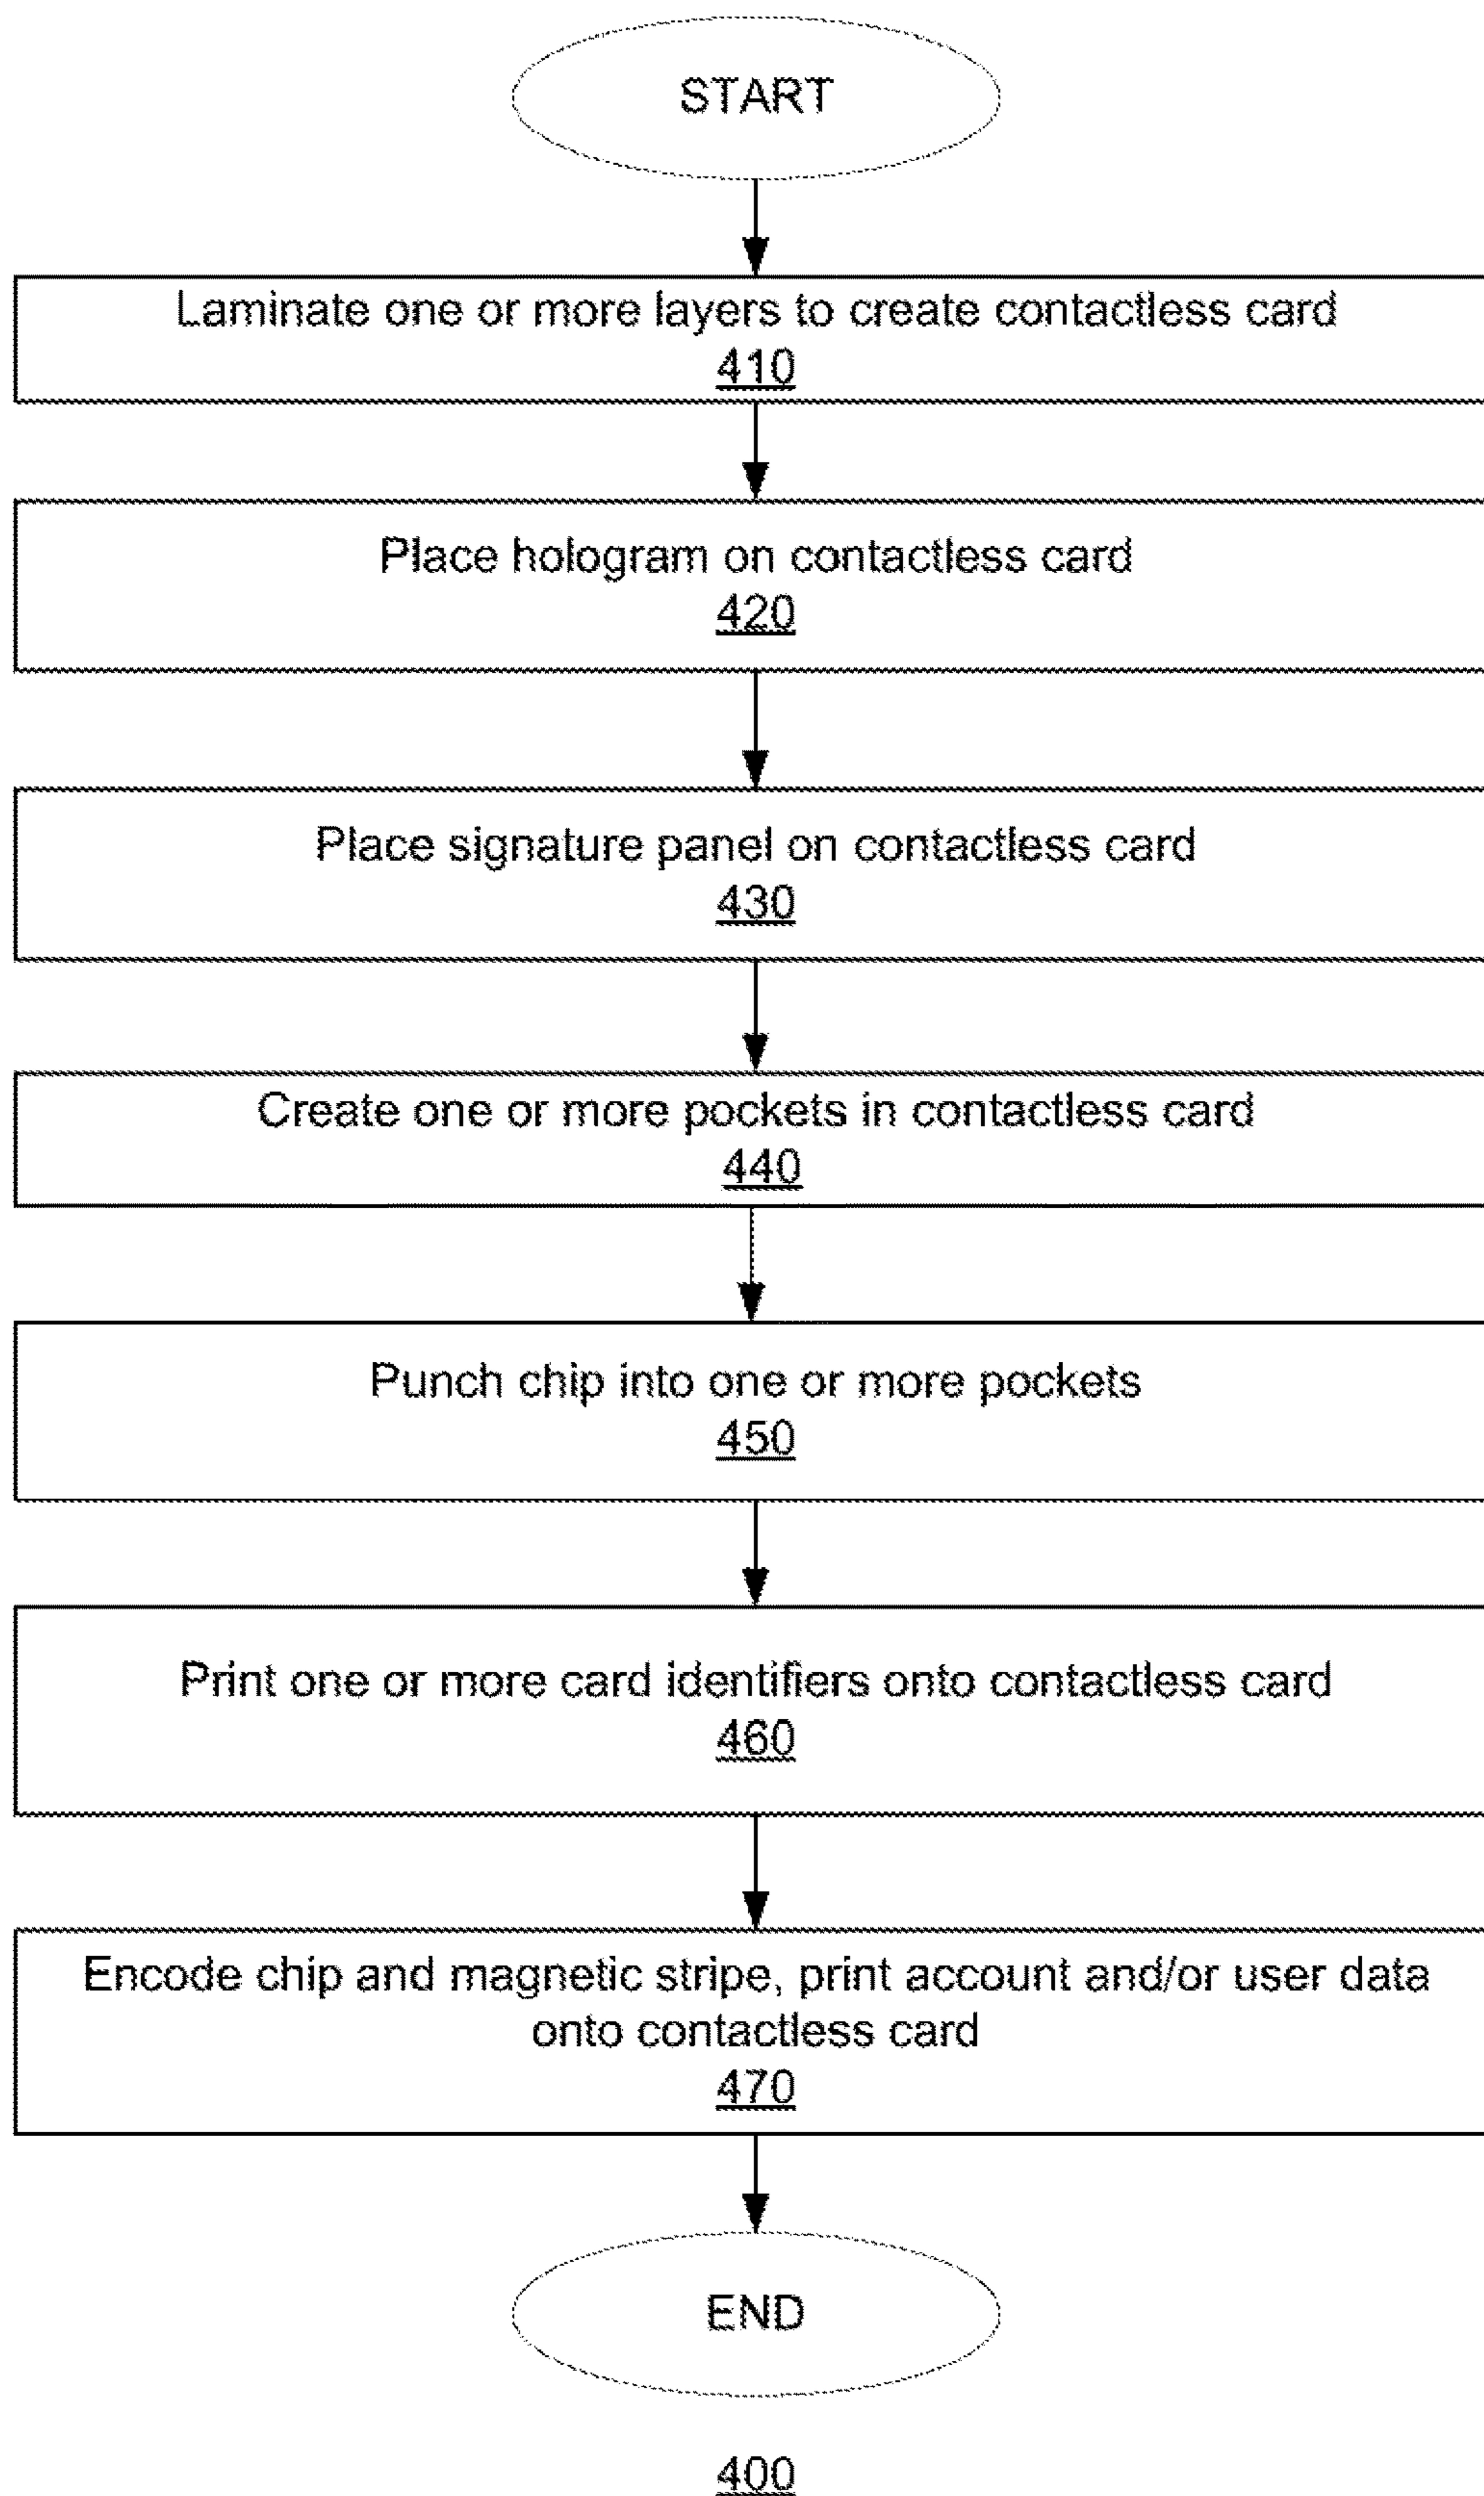 START
Laminate one or more layers to create contactless card
410
Place hologram on contactless card
420
Place signature panel on contactless card
430
Create one or more pockets in contactless card
440
Punch chip into one or more pockets
450
Print one or more card identifiers onto contactless card
460
Encode chip and magnetic stripe, print account and/or user data
onto contactless card
470
END
400